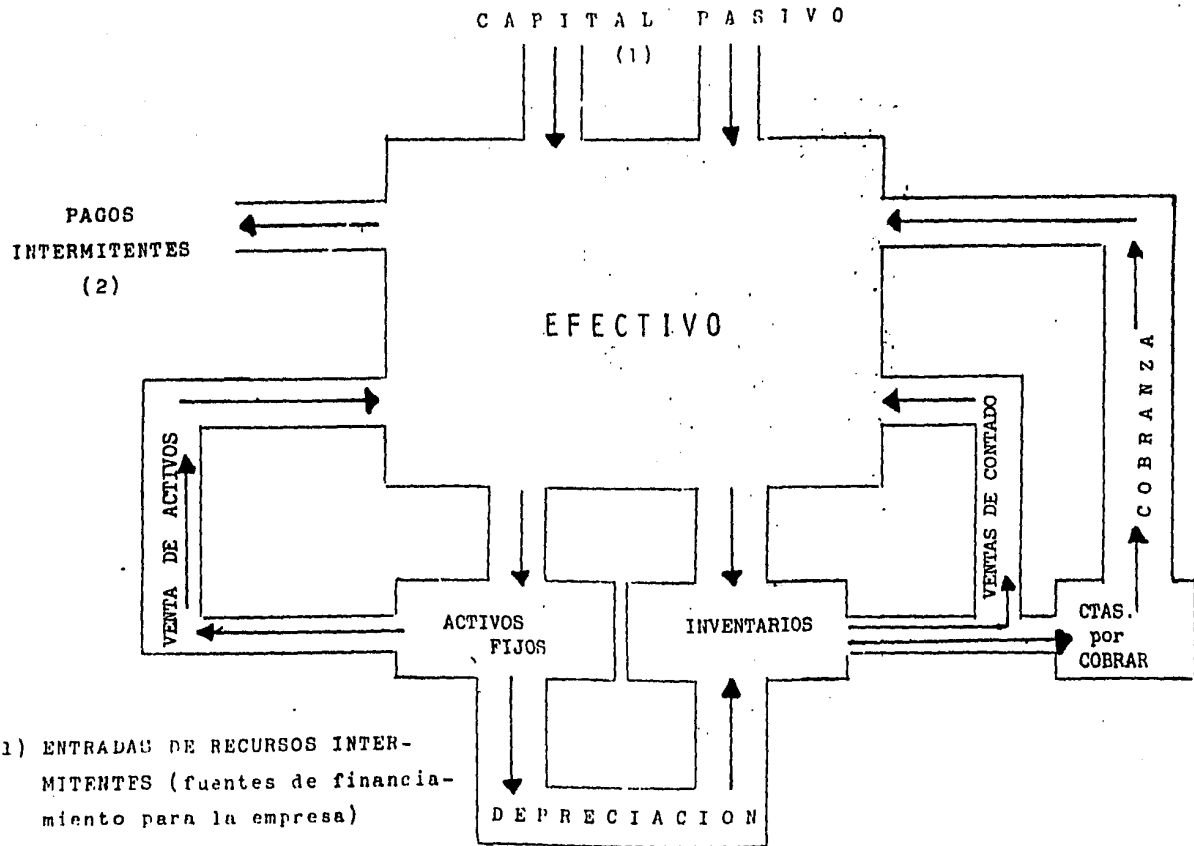 CAPITAL PASIVO
(1)
PAGOS
INTERMITENTES
(2)
EFECTIVO
COBRANZA
VENTAS DE CONTADO
VENTA DE ACTIVOS
ACTIVOS
FIJOS
INVENTARIOS
CTAS.
por
COBRAR
DEPRECIACION
1) ENTRADAS DE RECURSOS INTER-
MITENTES (fuentes de financia-
miento para la empresa)